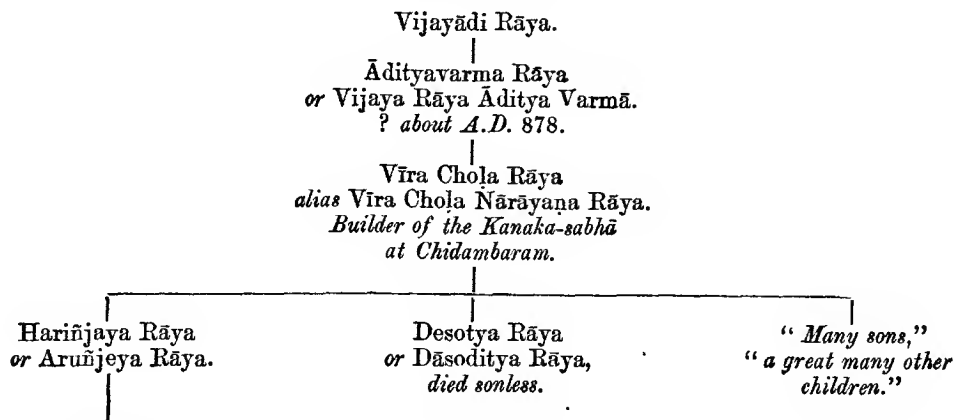 Vijayādi Rāya.
Ādityavarma Rāya
or Vijaya Rāya Āditya Varmā.
? about A.D. 878.
Vīra Choḷa Rāya
alias Vīra Choḷa Nārāyaṇa Rāya.
Builder of the Kanaka-sabhā
at Chidambaram.
Hariñjaya Rāya
or Aruñjeya Rāya.
Desotya Rāya
or Dāsoditya Rāya,
died sonless.
“ Many sons,”
“ a great many other
children.”